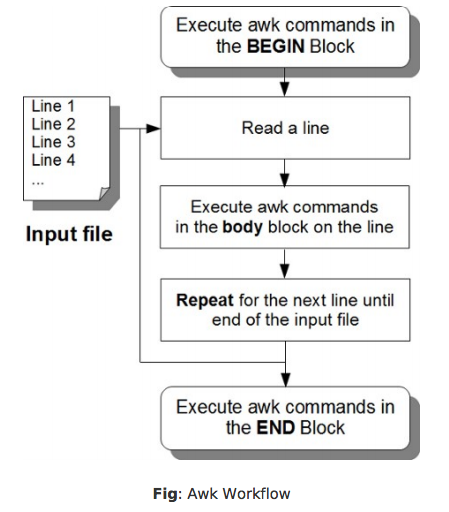 Execute awk commands in
the BEGIN Block
Line 1
Line 2
Line 3
Line 4
...
Input file
Read a line
Execute awk commands
in the body block on the line
Repeat for the next line until
end of the input file
Execute awk commands in
the END Block
Fig: Awk Workflow